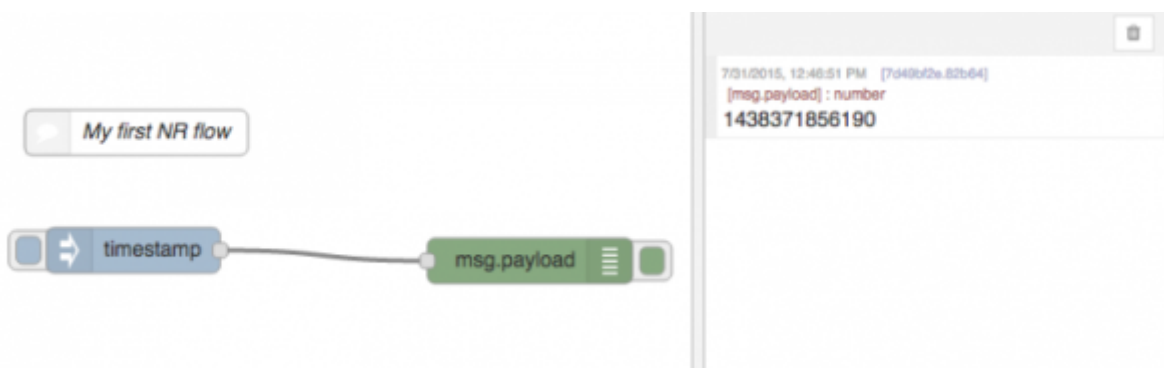 My first NR flow
timestamp
msg.payload
7/31/2015, 12:46:51 PM [7d49bf2e.82b64]
[msg.payload] : number
1438371856190